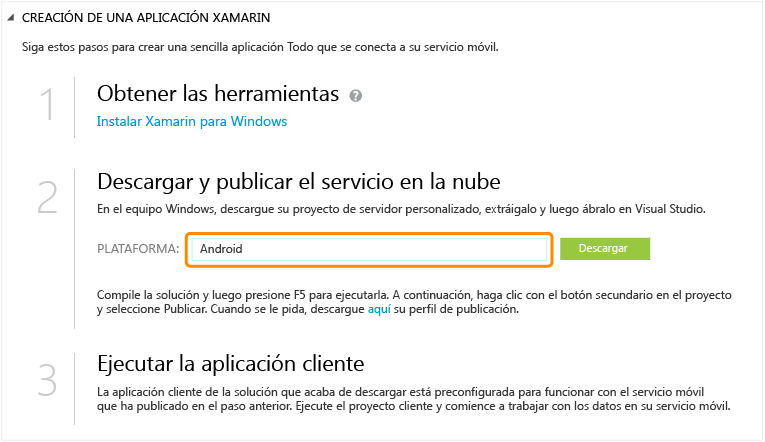 CREACIÓN DE UNA APLICACIÓN XAMARIN
Siga estos pasos para crear una sencilla aplicación Todo que se conecta a su servicio móvil.
1
Obtener las herramientas ?
Instalar Xamarin para Windows
2
Descargar y publicar el servicio en la nube
En el equipo Windows, descargue su proyecto de servidor personalizado, extráigalo y luego ábralo en Visual Studio.
PLATAFORMA: Android Descargar
Compile la solución y luego presione F5 para ejecutarla. A continuación, haga clic con el botón secundario en el proyecto
y seleccione Publicar. Cuando se le pida, descargue aquí su perfil de publicación.
3
Ejecutar la aplicación cliente
La aplicación cliente de la solución que acaba de descargar está preconfigurada para funcionar con el servicio móvil
que ha publicado en el paso anterior. Ejecute el proyecto cliente y comience a trabajar con los datos en su servicio móvil.